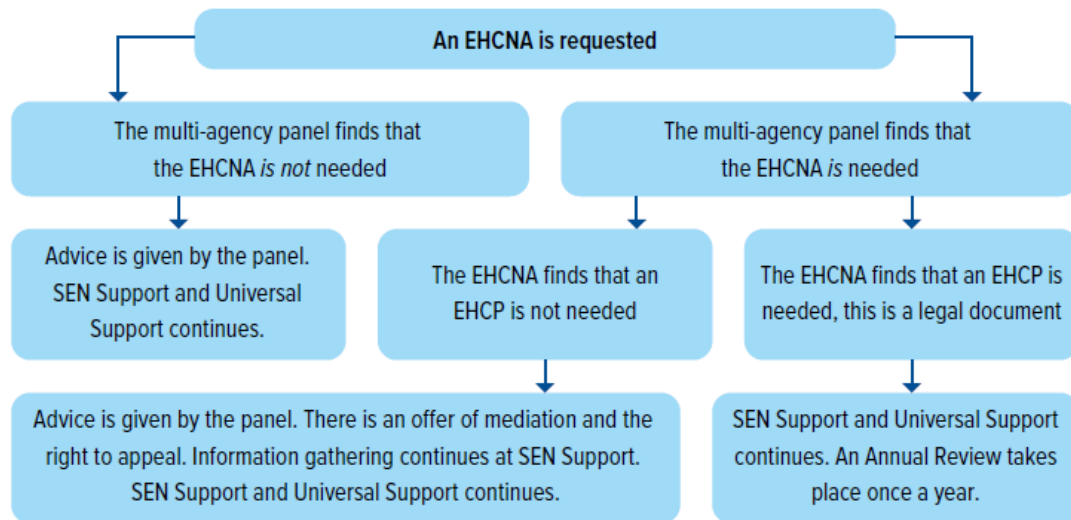 An EHCNA is requested
The multi-agency panel finds that
the EHCNA is not needed
The multi-agency panel finds that
the EHCNA is needed
Advice is given by the panel.
SEN Support and Universal
Support continues.
The EHCNA finds that an
EHCP is not needed
The EHCNA finds that an EHCP is
needed, this is a legal document
Advice is given by the panel. There is an offer of mediation and the
right to appeal. Information gathering continues at SEN Support.
SEN Support and Universal Support continues.
SEN Support and Universal Support
continues. An Annual Review takes
place once a year.